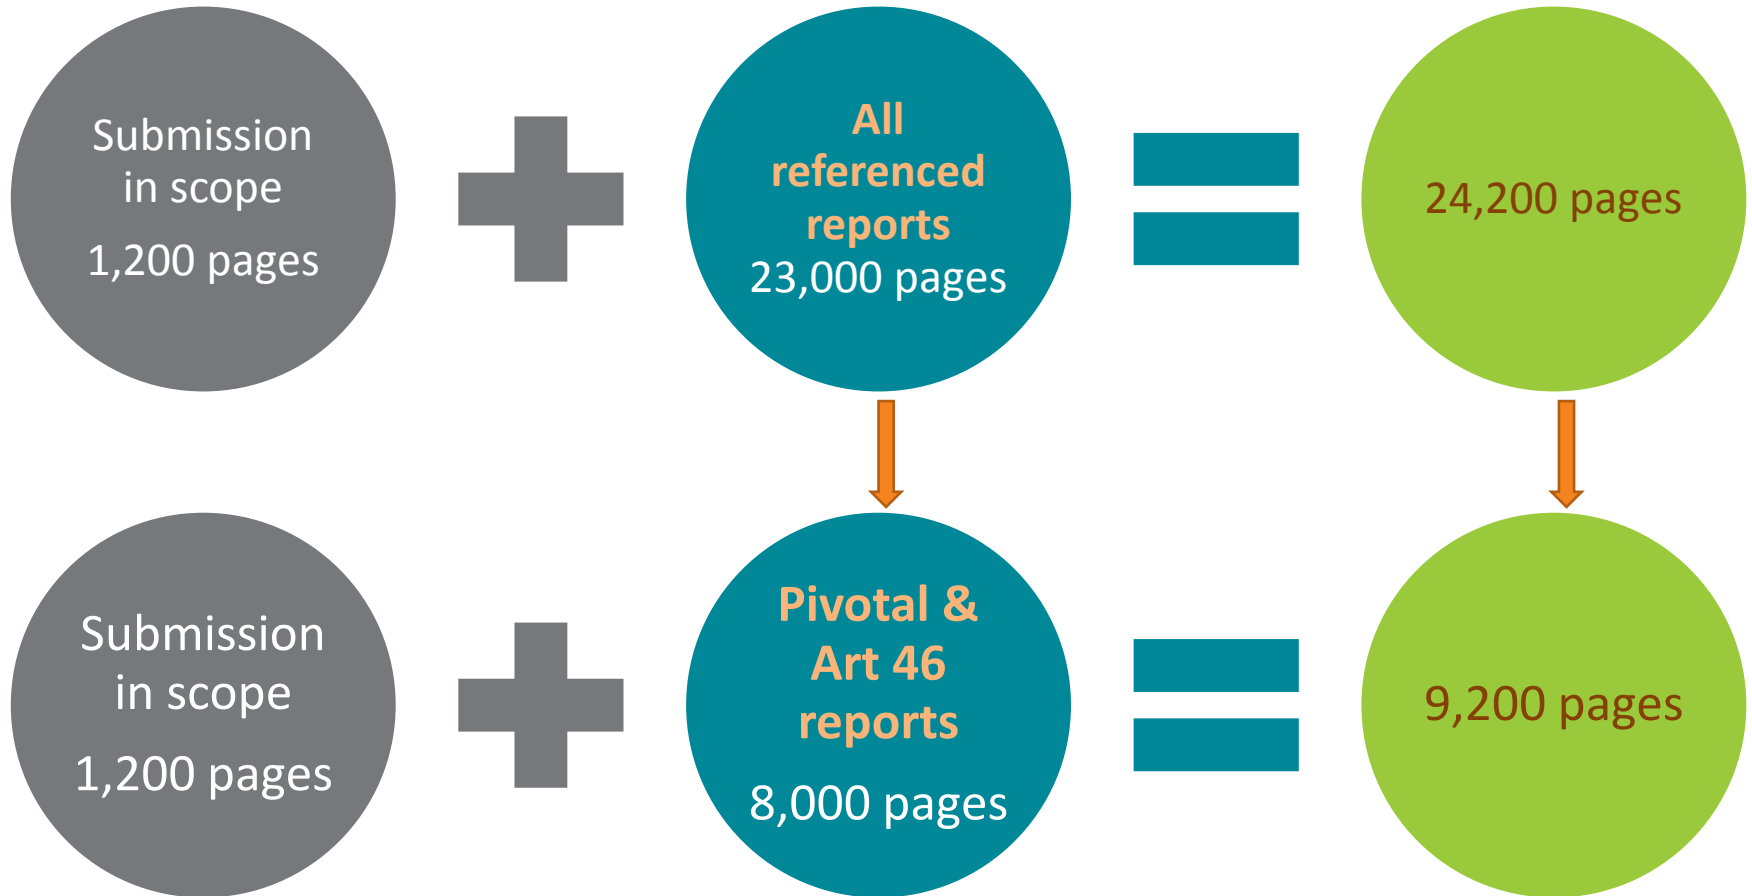 Submission
in scope
1,200 pages
All
referenced
reports
23,000 pages
24,200 pages
Submission
in scope
1,200 pages
Pivotal &
Art 46
reports
8,000 pages
9,200 pages